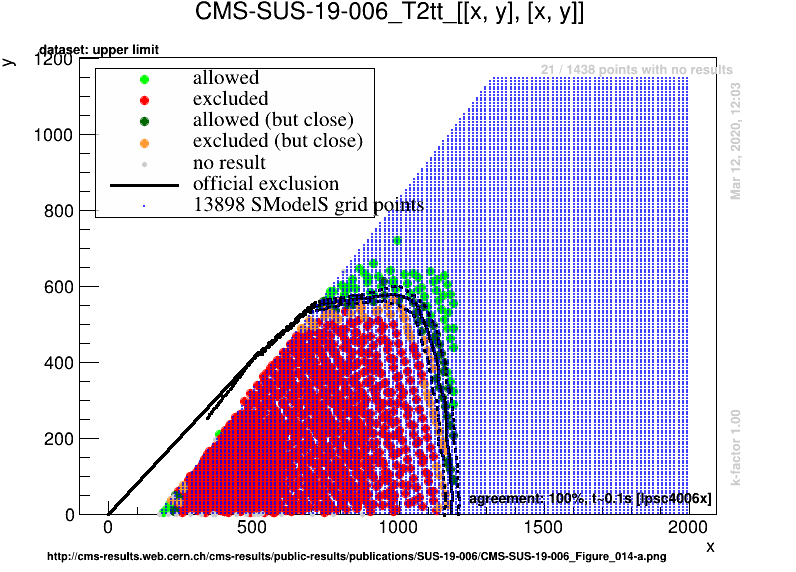 CMS-SUS-19-006_T2tt_[[x, y], [x, y]]
dataset: upper limit
y
21 / 1438 points with no results
allowed
excluded
allowed (but close)
excluded (but close)
no result
official exclusion
13898 SModelS grid points
1200
1000
800
600
400
200
0
Mar 12, 2020, 12:03
k-factor 1.00
agreement: 100%, t~0.1s [lpsc4006x]
0 500 1000 1500 2000
x
http://cms-results.web.cern.ch/cms-results/public-results/publications/SUS-19-006/CMS-SUS-19-006_Figure_014-a.png